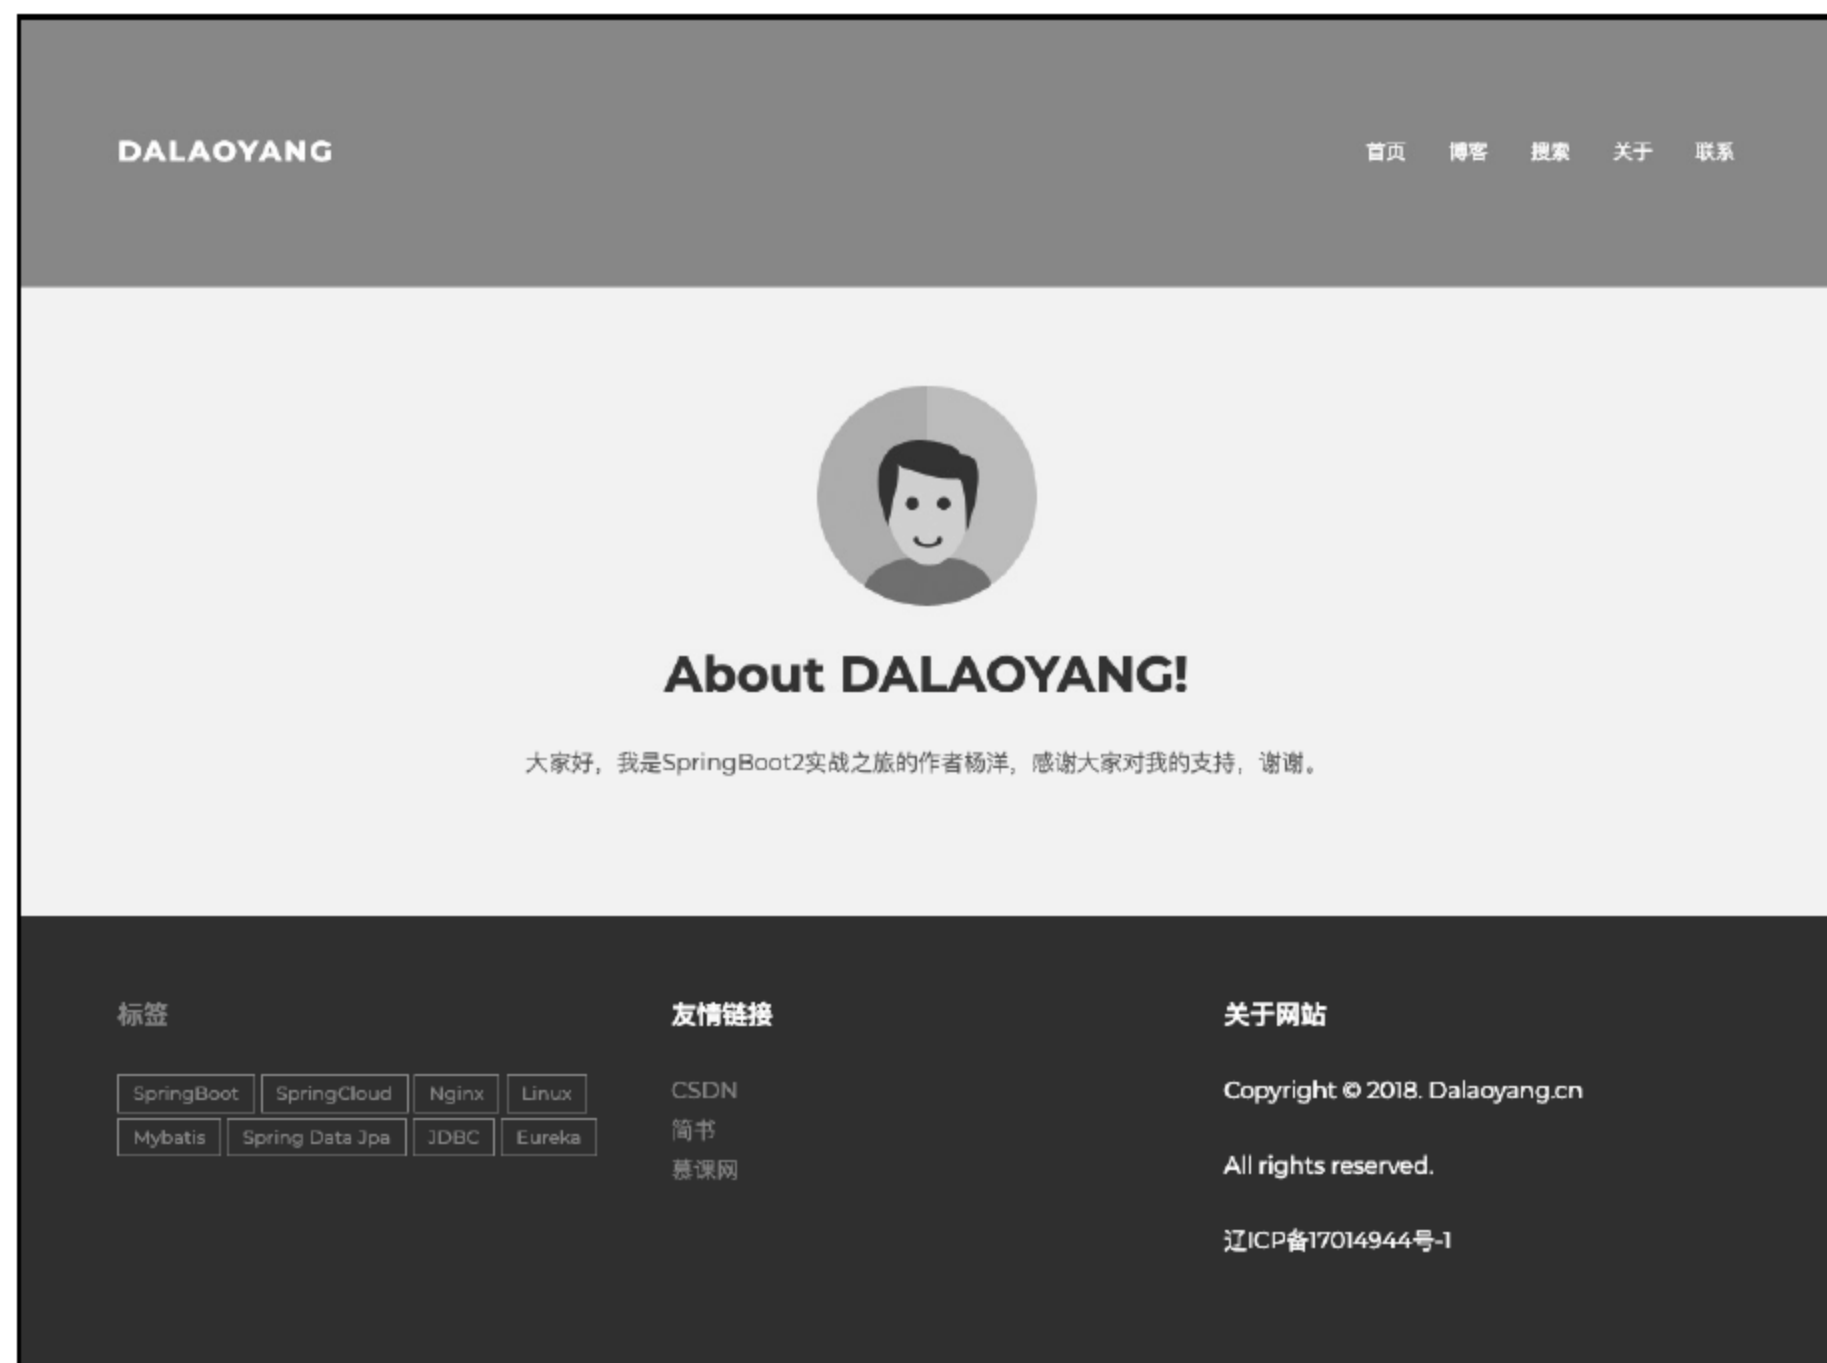 DALAOYANG
首页 博客 搜索 关于 联系
About DALAOYANG!
大家好，我是SpringBoot2实战之旅的作者杨洋，感谢大家对我的支持，谢谢。
标签
SpringBoot SpringCloud Nginx Linux
Mybatis Spring Data Jpa JDBC Eureka
友情链接
CSDN
简书
慕课网
关于网站
Copyright © 2018. Dalaoyang.cn
All rights reserved.
辽ICP备17014944号-1